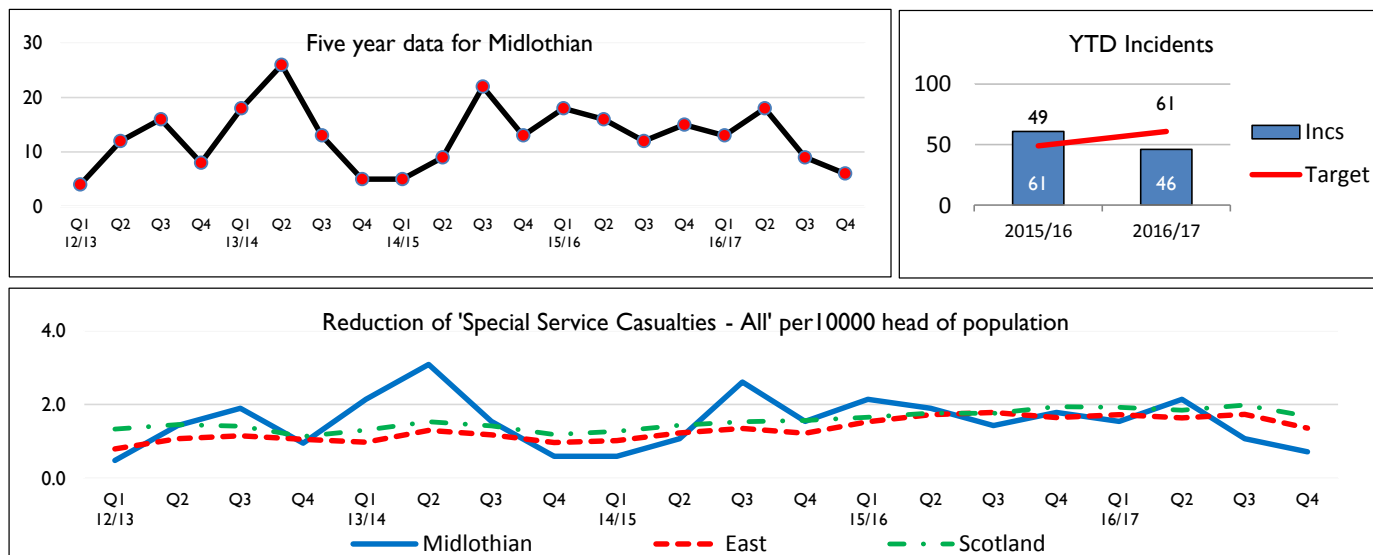 Five year data for Midlothian
30
20
10
0
Q1 Q2 Q3 Q4 Q1 Q2 Q3 Q4 Q1 Q2 Q3 Q4 Q1 Q2 Q3 Q4 Q1 Q2 Q3 Q4
12/13 13/14 14/15 15/16 16/17
YTD Incidents
100
50
0
49 61
61 46
2015/16 2016/17
Incs
Target
Reduction of 'Special Service Casualties - All' per10000 head of population
4.0
2.0
0.0
Q1 Q2 Q3 Q4 Q1 Q2 Q3 Q4 Q1 Q2 Q3 Q4 Q1 Q2 Q3 Q4 Q1 Q2 Q3 Q4
12/13 13/14 14/15 15/16 16/17
Midlothian East Scotland